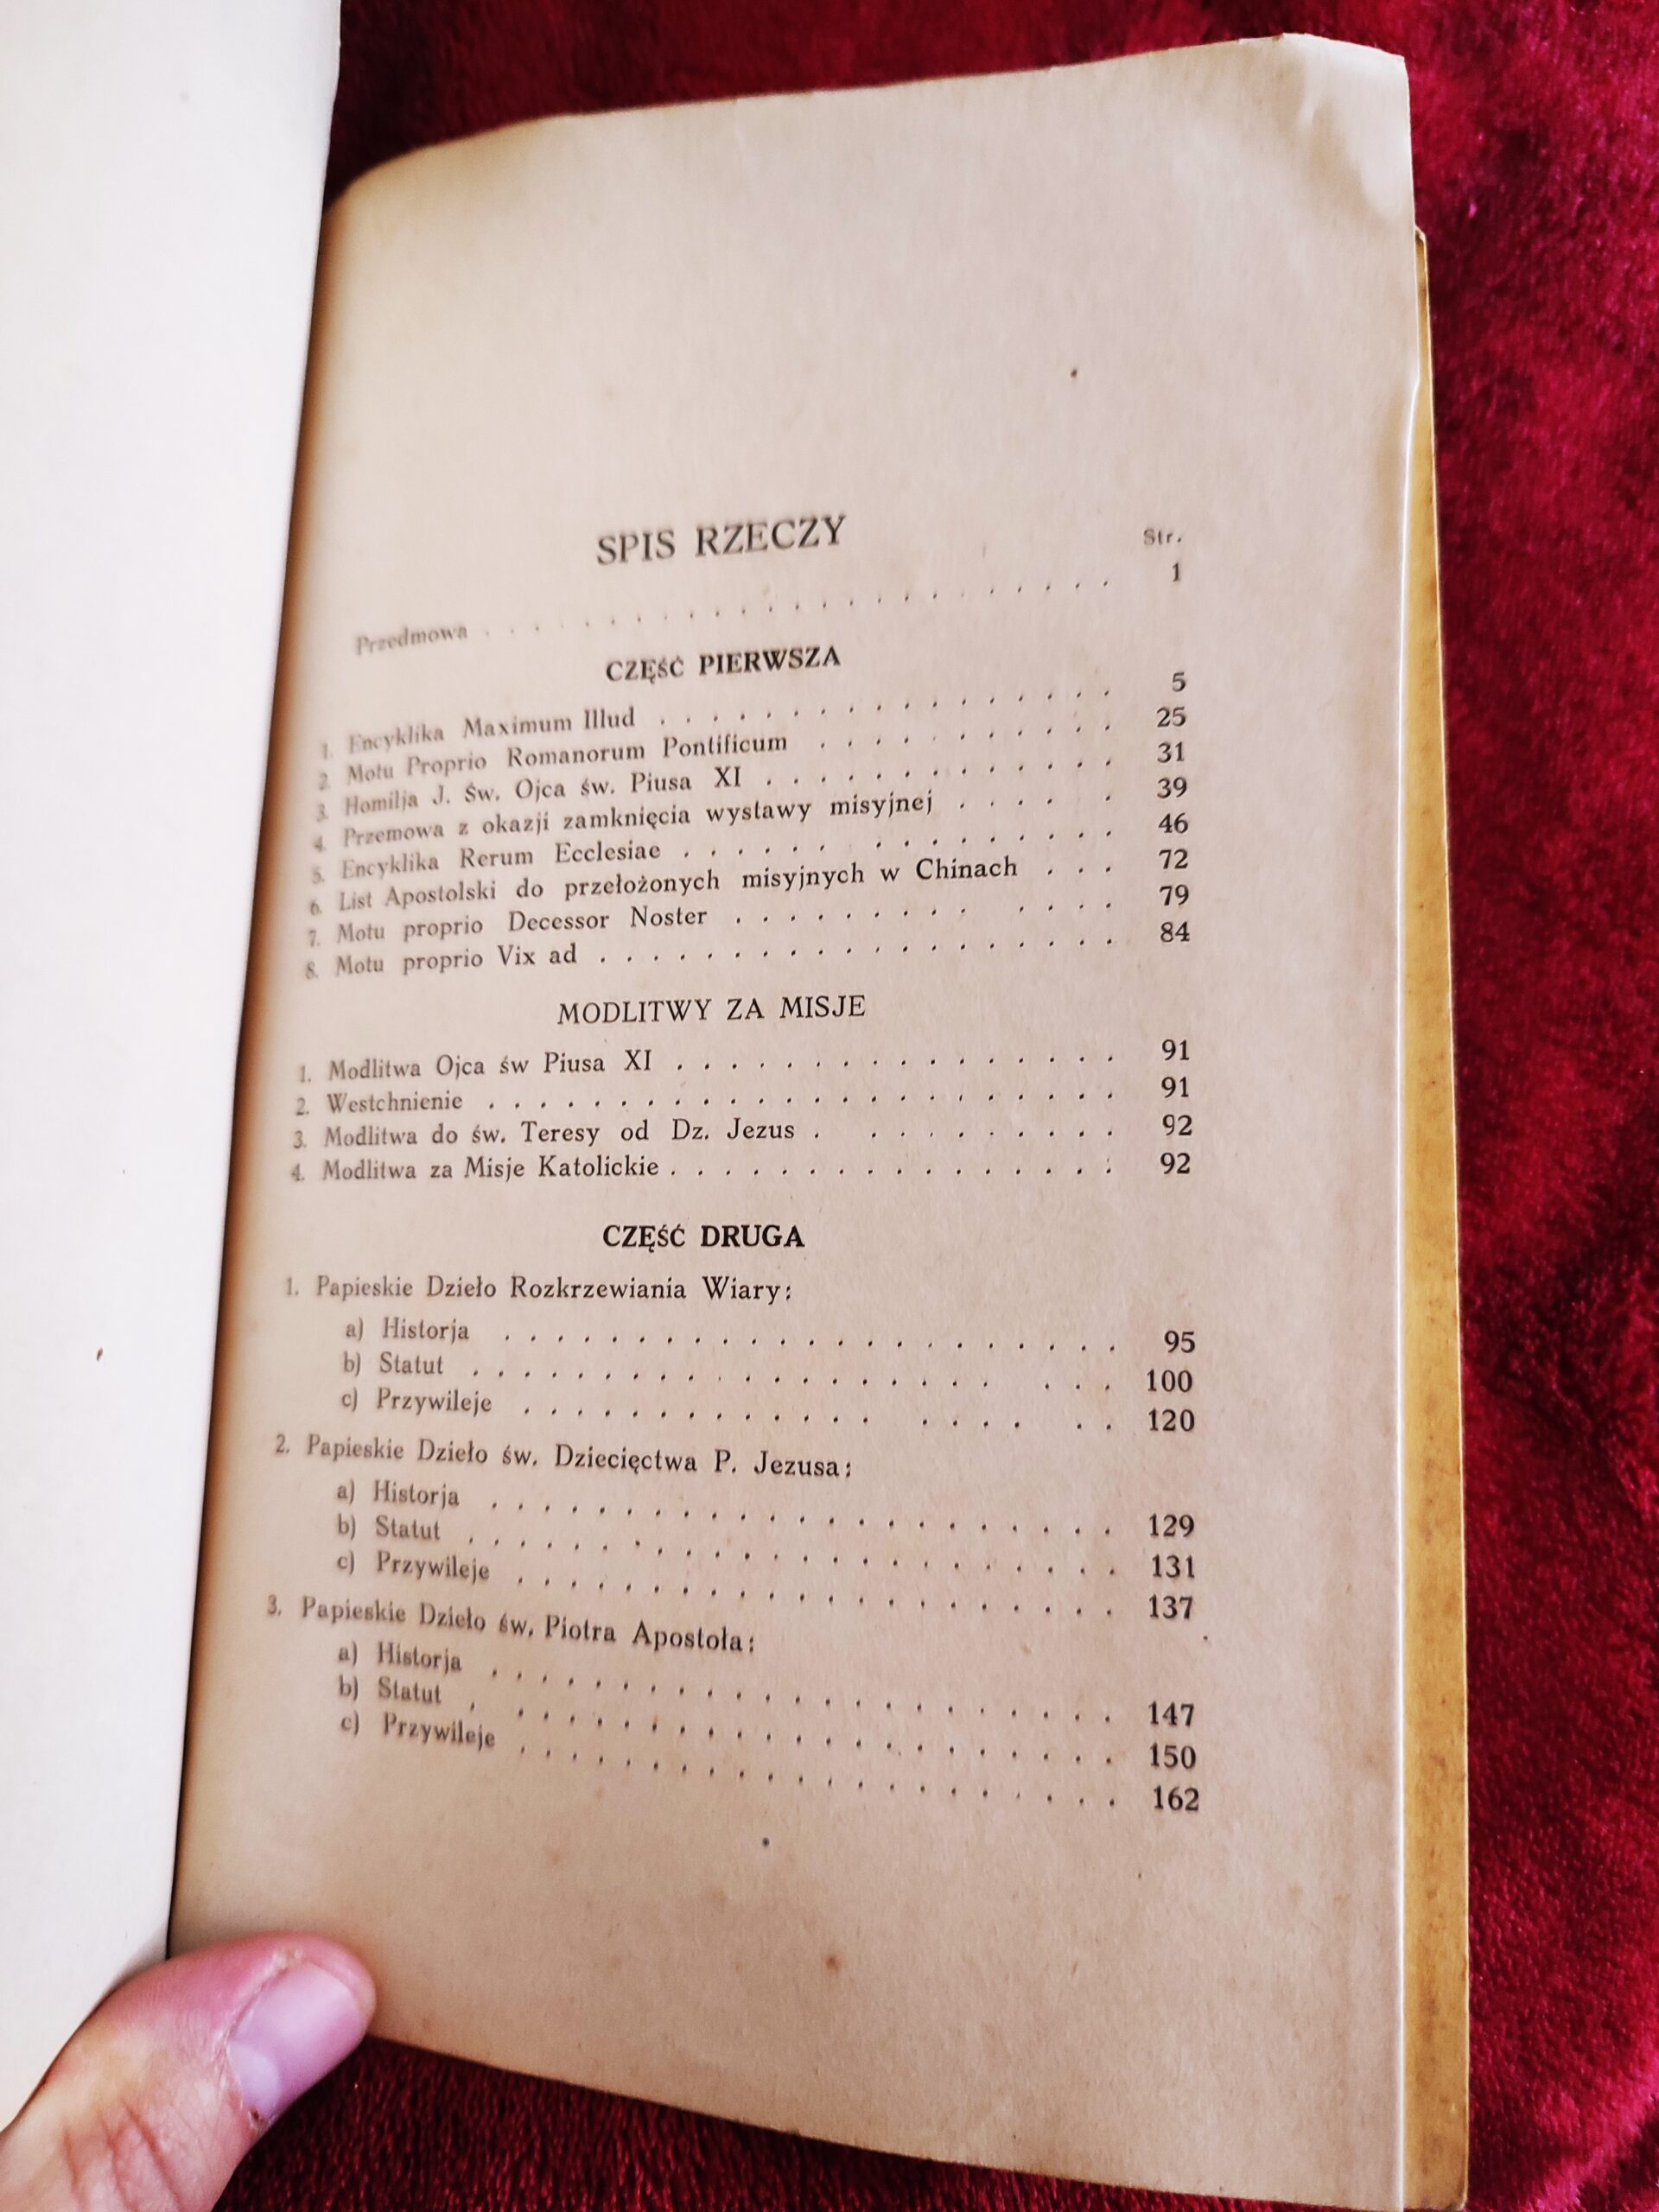 SPIS RZECZY
Str.
Przedmowa . . . . . . . . . . . . . . . . . . . . . . . 1
CZĘŚĆ PIERWSZA
1. Encyklika Maximum Illud . . . . . . . . . . . . . . . . . 5
2. Motu Proprio Romanorum Pontificum . . . . . . . . . . . 25
3. Homilja J. Św. Ojca św. Piusa XI . . . . . . . . . . . . . 31
4. Przemowa z okazji zamknięcia wystawy misyjnej . . . . . 39
5. Encyklika Rerum Ecclesiae . . . . . . . . . . . . . . . 46
6. List Apostolski do przełożonych misyjnych w Chinach . . . 72
7. Motu proprio Decessor Noster . . . . . . . . . . . . . 79
8. Motu proprio Vix ad . . . . . . . . . . . . . . . . . . . 84
MODLITWY ZA MISJE
1. Modlitwa Ojca św Piusa XI . . . . . . . . . . . . . . . . . 91
2. Westchnienie . . . . . . . . . . . . . . . . . . . . . . . . 91
3. Modlitwa do św. Teresy od Dz. Jezus . . . . . . . . . . . 92
4. Modlitwa za Misje Katolickie . . . . . . . . . . . . . . . . 92
CZĘŚĆ DRUGA
1. Papieskie Dzieło Rozkrzewiania Wiary:
a) Historja . . . . . . . . . . . . . . . . . . . . . . . 95
b) Statut . . . . . . . . . . . . . . . . . . . . . . . 100
c) Przywileje . . . . . . . . . . . . . . . . . . . 120
2. Papieskie Dzieło św. Dziecięctwa P. Jezusa:
a) Historja . . . . . . . . . . . . . . . . . . . . . . . 129
b) Statut . . . . . . . . . . . . . . . . . . . . . . . . 131
c) Przywileje . . . . . . . . . . . . . . . . . . . . . . 137
3. Papieskie Dzieło św. Piotra Apostoła:
a) Historja . . . . . . . . . . . . . . . . . . . . . . . 147
b) Statut . . . . . . . . . . . . . . . . . . . . . . . . 150
c) Przywileje . . . . . . . . . . . . . . . . . . . . . . 162